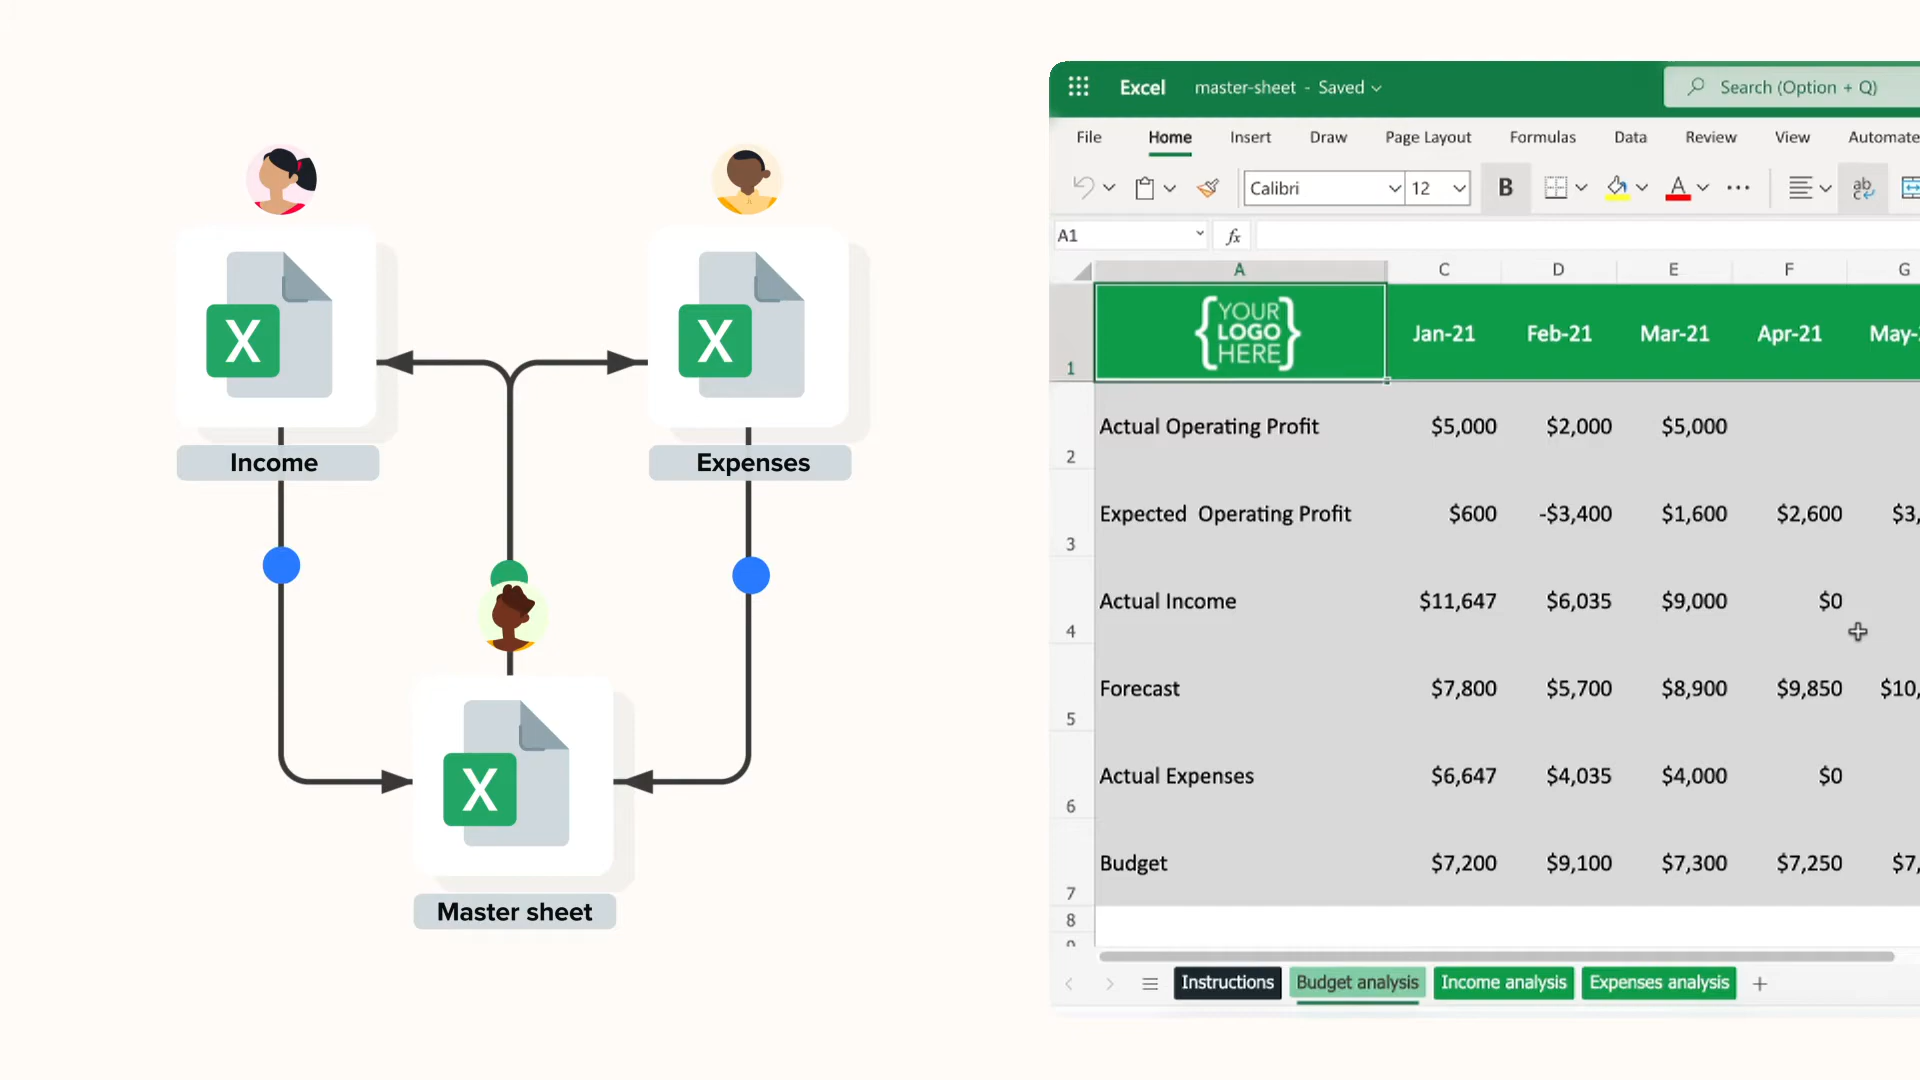 X
Income
X
Expenses
X
Master sheet
Excel master-sheet - Saved Search (Option + Q)
File Home Insert Draw Page Layout Formulas Data Review View Automate
Calibri 12 B A ab c
A1 fx
A C D E F G
1 {YOUR LOGO HERE} Jan-21 Feb-21 Mar-21 Apr-21 May-
2 Actual Operating Profit $5,000 $2,000 $5,000
3 Expected Operating Profit $600 -$3,400 $1,600 $2,600 $3,
4 Actual Income $11,647 $6,035 $9,000 $0
5 Forecast $7,800 $5,700 $8,900 $9,850 $10,
6 Actual Expenses $6,647 $4,035 $4,000 $0
7 Budget $7,200 $9,100 $7,300 $7,250 $7,
8
Instructions Budget analysis Income analysis Expenses analysis +